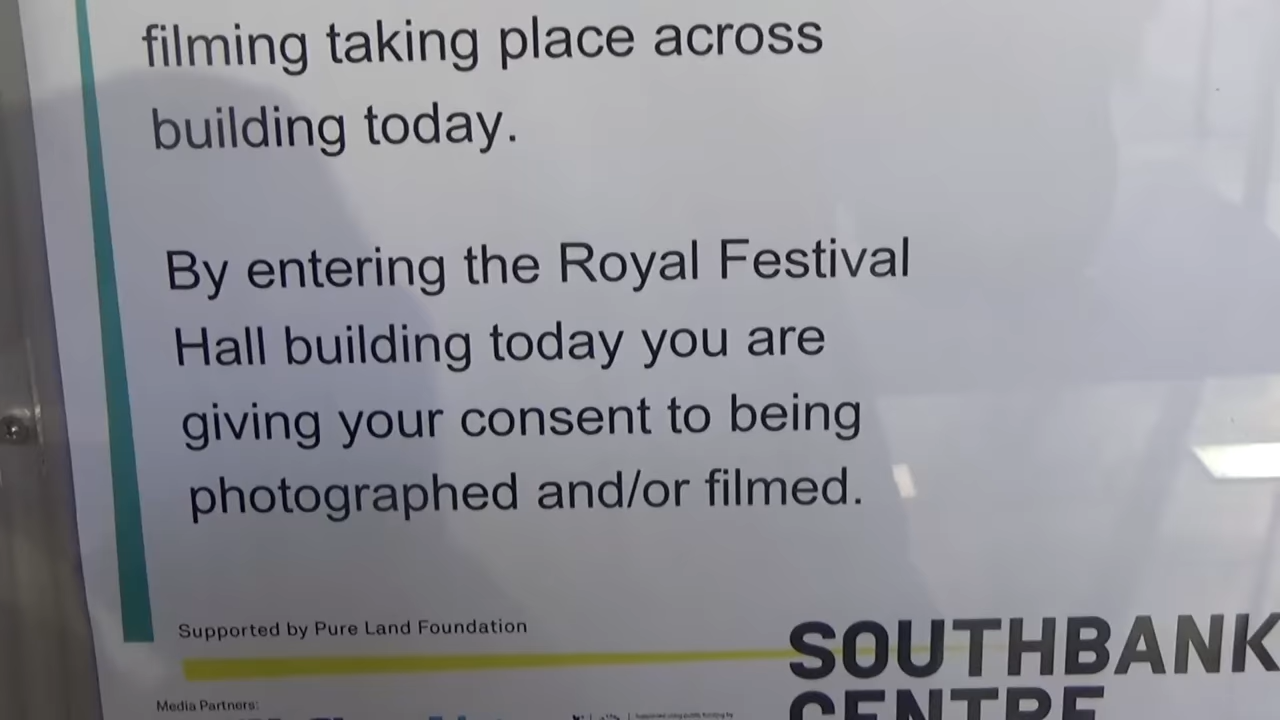 filming taking place across
building today.
By entering the Royal Festival
Hall building today you are
giving your consent to being
photographed and/or filmed.
Supported by Pure Land Foundation
SOUTHBANK
CENTRE
Media Partners: